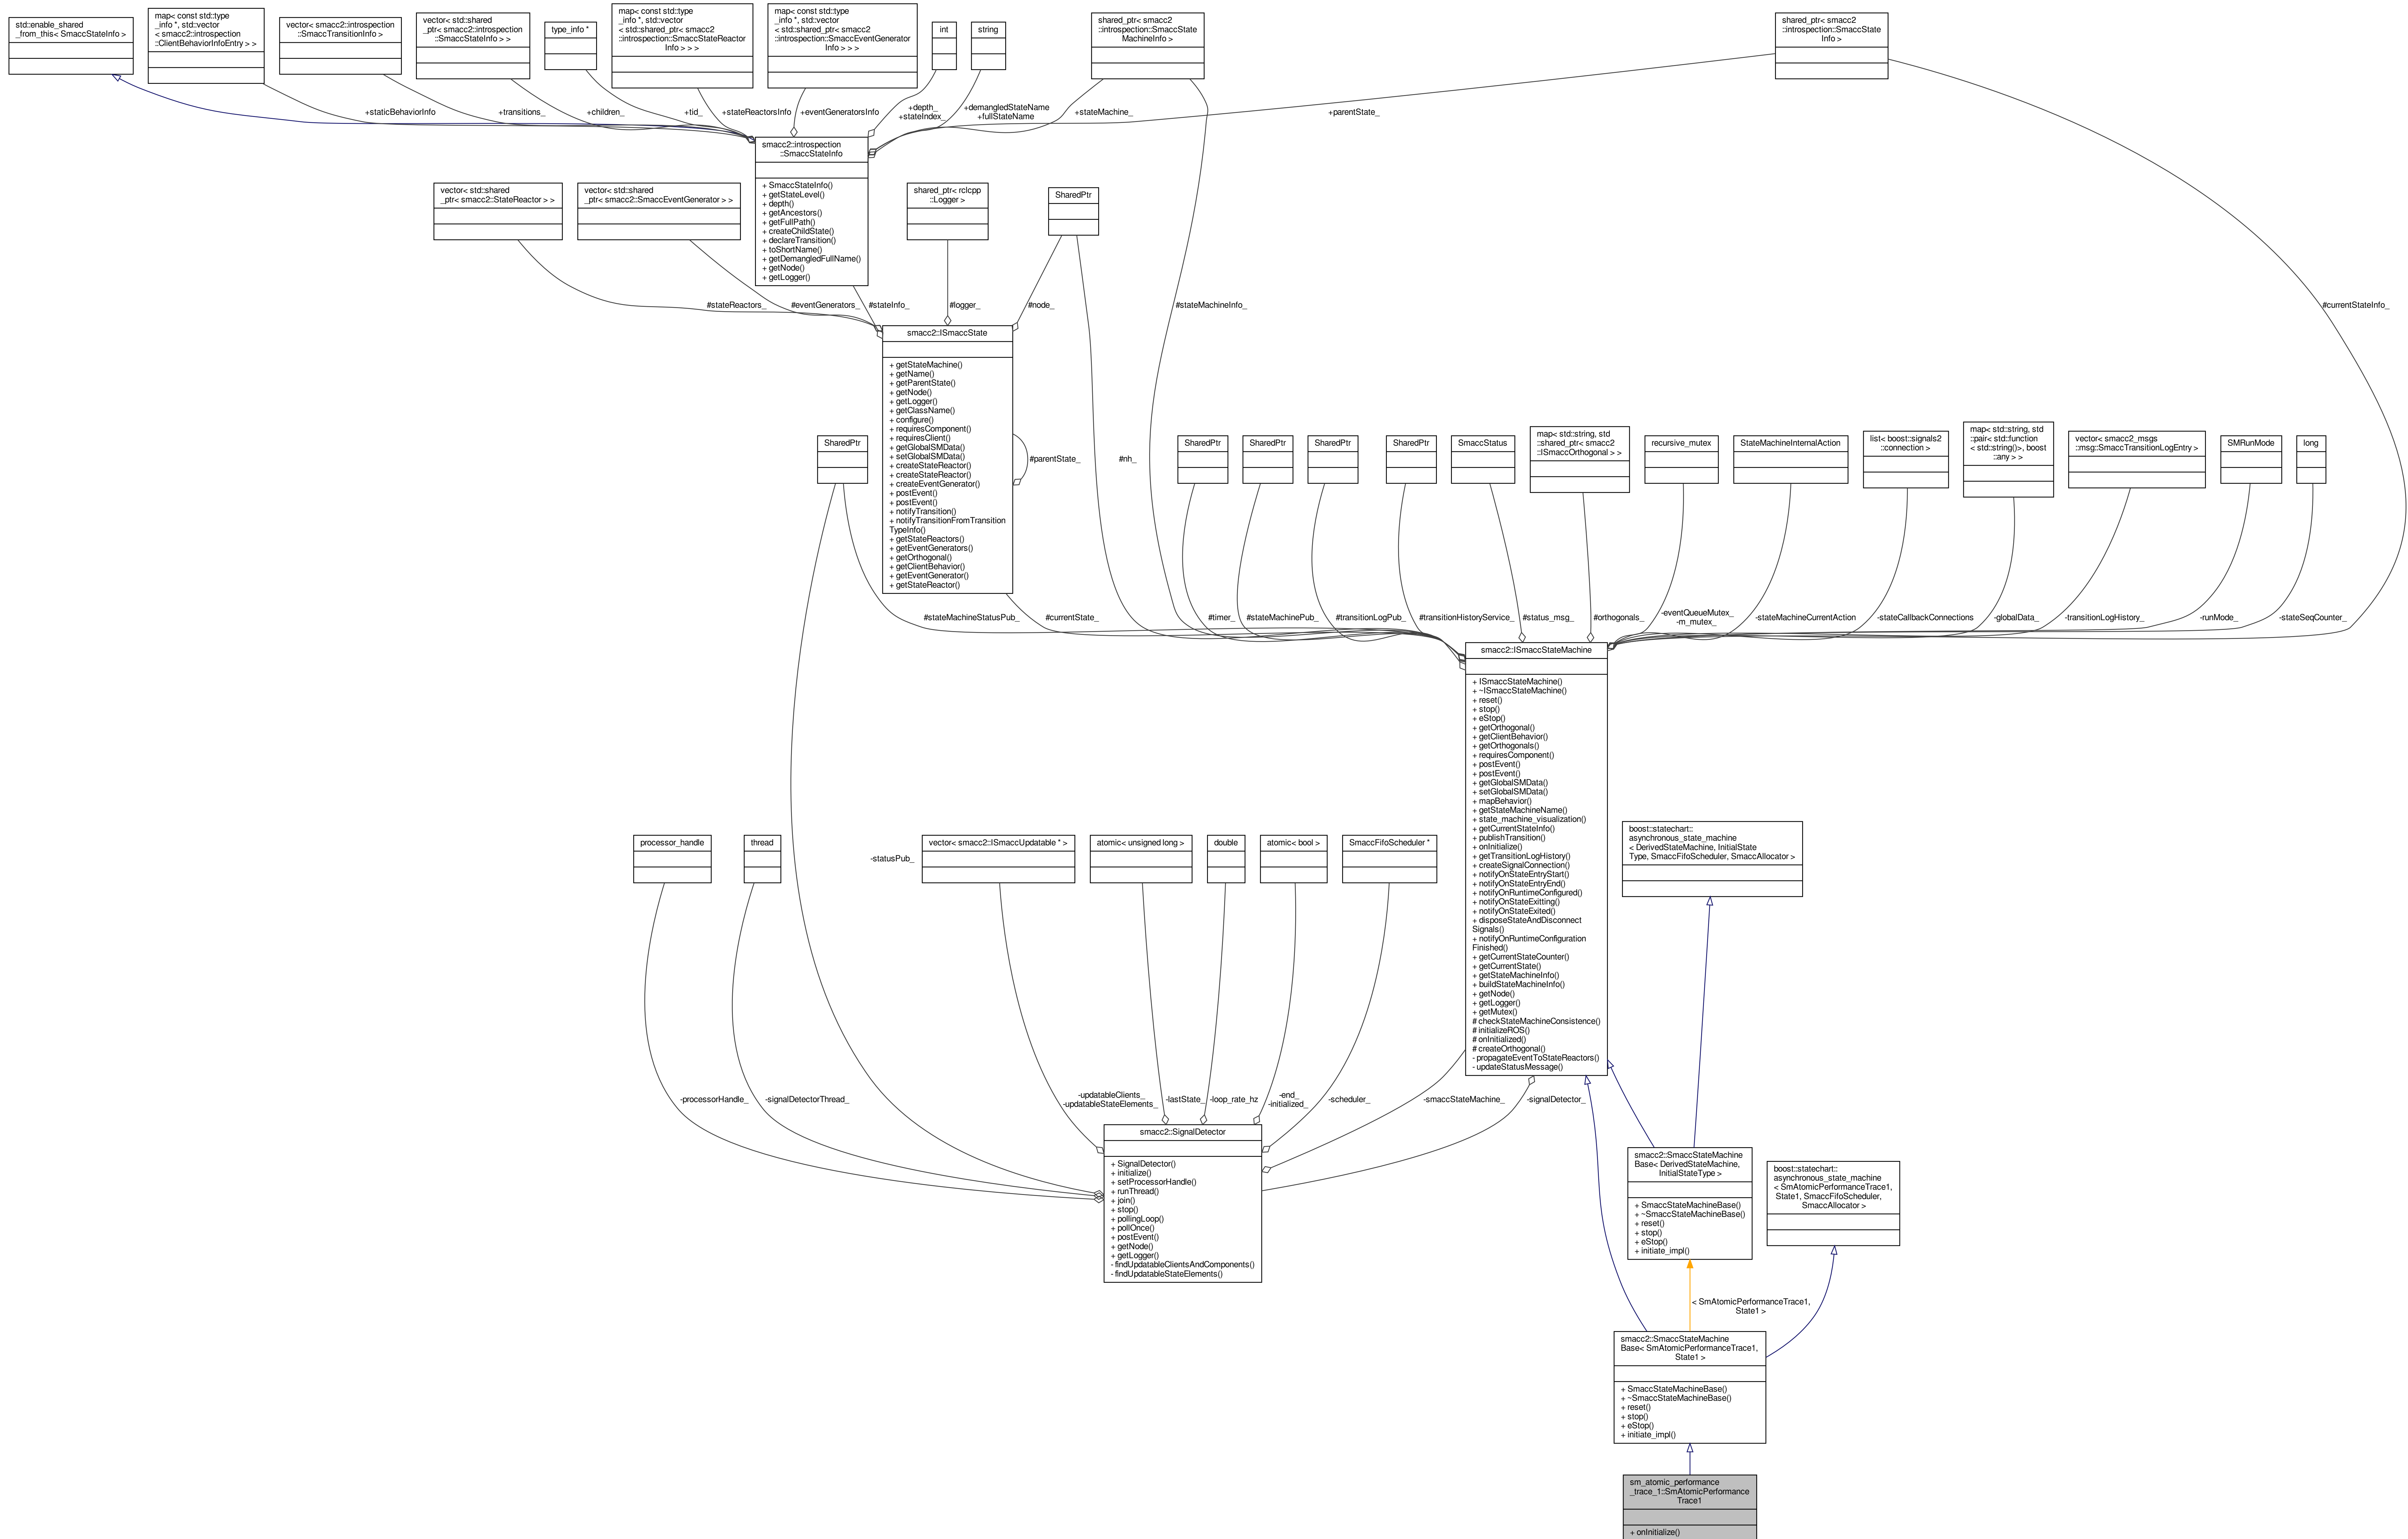 std::enable_shared
_from_this< SmaccStateInfo >
map< const std::type
_info *, std::vector
< smacc2::introspection
::ClientBehaviorInfoEntry > >
vector< smacc2::introspection
::SmaccTransitionInfo >
vector< std::shared
_ptr< smacc2::introspection
::SmaccStateInfo > >
type_info *
map< const std::type
_info *, std::vector
< std::shared_ptr< smacc2
::introspection::SmaccStateReactor
Info > > >
map< const std::type
_info *, std::vector
< std::shared_ptr< smacc2
::introspection::SmaccEventGenerator
Info > > >
int
string
shared_ptr< smacc2
::introspection::SmaccState
MachineInfo >
shared_ptr< smacc2
::introspection::SmaccState
Info >
+staticBehaviorInfo
+transitions_
+children_
+tid_
+stateReactorsInfo
+eventGeneratorsInfo
+depth_
+stateIndex_
+demangledStateName
+fullStateName
+stateMachine_
+parentState_
smacc2::introspection
::SmaccStateInfo
+ SmaccStateInfo()
+ getStateLevel()
+ depth()
+ getAncestors()
+ getFullPath()
+ createChildState()
+ declareTransition()
+ toShortName()
+ getDemangledFullName()
+ getNode()
+ getLogger()
vector< std::shared
_ptr< smacc2::StateReactor > >
vector< std::shared
_ptr< smacc2::SmaccEventGenerator > >
shared_ptr< rclcpp
::Logger >
SharedPtr
#stateReactors_
#eventGenerators_
#stateInfo_
#logger_
#node_
#stateMachineInfo_
#currentStateInfo_
smacc2::ISmaccState
+ getStateMachine()
+ getName()
+ getParentState()
+ getNode()
+ getLogger()
+ getClassName()
+ configure()
+ requiresComponent()
+ requiresClient()
+ getGlobalSMData()
+ setGlobalSMData()
+ createStateReactor()
+ createStateReactor()
+ createEventGenerator()
+ postEvent()
+ postEvent()
+ notifyTransition()
+ notifyTransitionFromTransition
TypeInfo()
+ getStateReactors()
+ getEventGenerators()
+ getOrthogonal()
+ getClientBehavior()
+ getEventGenerator()
+ getStateReactor()
#parentState_
#nh_
SharedPtr
SharedPtr
SharedPtr
SharedPtr
SharedPtr
SmaccStatus
map< std::string, std
::shared_ptr< smacc2
::ISmaccOrthogonal > >
recursive_mutex
StateMachineInternalAction
list< boost::signals2
::connection >
map< std::string, std
::pair< std::function
< std::string()>, boost
::any > >
vector< smacc2_msgs
::msg::SmaccTransitionLogEntry >
SMRunMode
long
#stateMachineStatusPub_
#currentState_
#timer_
#stateMachinePub_
#transitionLogPub_
#transitionHistoryService_
#status_msg_
#orthogonals_
-eventQueueMutex_
-m_mutex_
-stateMachineCurrentAction
-stateCallbackConnections
-globalData_
-transitionLogHistory_
-runMode_
-stateSeqCounter_
smacc2::ISmaccStateMachine
+ ISmaccStateMachine()
+ ~ISmaccStateMachine()
+ reset()
+ stop()
+ eStop()
+ getOrthogonal()
+ getClientBehavior()
+ getOrthogonals()
+ requiresComponent()
+ postEvent()
+ postEvent()
+ getGlobalSMData()
+ setGlobalSMData()
+ mapBehavior()
+ getStateMachineName()
+ state_machine_visualization()
+ getCurrentStateInfo()
+ publishTransition()
+ onInitialize()
+ getTransitionLogHistory()
+ createSignalConnection()
+ notifyOnStateEntryStart()
+ notifyOnStateEntryEnd()
+ notifyOnRuntimeConfigured()
+ notifyOnStateExitting()
+ notifyOnStateExited()
+ disposeStateAndDisconnect
Signals()
+ notifyOnRuntimeConfiguration
Finished()
+ getCurrentStateCounter()
+ getCurrentState()
+ getStateMachineInfo()
+ buildStateMachineInfo()
+ getNode()
+ getLogger()
+ getMutex()
# checkStateMachineConsistence()
# initializeROS()
# onInitialized()
# createOrthogonal()
- propagateEventToStateReactors()
- updateStatusMessage()
processor_handle
thread
-statusPub_
vector< smacc2::ISmaccUpdatable * >
atomic< unsigned long >
double
atomic< bool >
SmaccFifoScheduler *
boost::statechart::
asynchronous_state_machine
< DerivedStateMachine, InitialState
Type, SmaccFifoScheduler, SmaccAllocator >
-processorHandle_
-signalDetectorThread_
-updatableClients_
-updatableStateElements_
-lastState_
-loop_rate_hz
-end_
-initialized_
-scheduler_
-smaccStateMachine_
-signalDetector_
smacc2::SignalDetector
+ SignalDetector()
+ initialize()
+ setProcessorHandle()
+ runThread()
+ join()
+ stop()
+ pollingLoop()
+ pollOnce()
+ postEvent()
+ getNode()
+ getLogger()
- findUpdatableClientsAndComponents()
- findUpdatableStateElements()
smacc2::SmaccStateMachine
Base< DerivedStateMachine,
InitialStateType >
+ SmaccStateMachineBase()
+ ~SmaccStateMachineBase()
+ reset()
+ stop()
+ eStop()
+ initiate_impl()
boost::statechart::
asynchronous_state_machine
< SmAtomicPerformanceTrace1,
State1, SmaccFifoScheduler,
SmaccAllocator >
< SmAtomicPerformanceTrace1,
State1 >
smacc2::SmaccStateMachine
Base< SmAtomicPerformanceTrace1,
State1 >
+ SmaccStateMachineBase()
+ ~SmaccStateMachineBase()
+ reset()
+ stop()
+ eStop()
+ initiate_impl()
sm_atomic_performance
_trace_1::SmAtomicPerformance
Trace1
+ onInitialize()